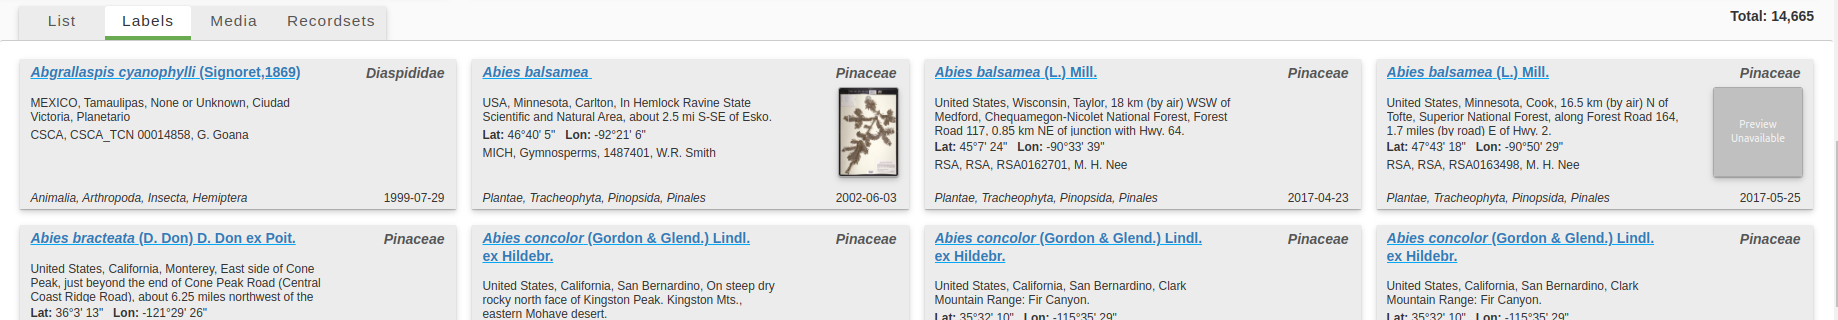 List Labels Media Recordsets Total: 14,665
Abgrallaspis cyanophylli (Signoret,1869) Diaspididae
MEXICO, Tamaulipas, None or Unknown, Ciudad
Victoria, Planetario
CSCA, CSCA_TCN 00014858, G. Goana
Animalia, Arthropoda, Insecta, Hemiptera 1999-07-29
Abies balsamea Pinaceae
USA, Minnesota, Carlton, In Hemlock Ravine State
Scientific and Natural Area, about 2.5 mi S-SE of Esko.
Lat: 46°40' 5" Lon: -92°21' 6"
MICH, Gymnosperms, 1487401, W.R. Smith
Plantae, Tracheophyta, Pinopsida, Pinales 2002-06-03
Abies balsamea (L.) Mill. Pinaceae
United States, Wisconsin, Taylor, 18 km (by air) WSW of
Medford, Chequamegon-Nicolet National Forest, Forest
Road 117, 0.85 km NE of junction with Hwy. 64.
Lat: 45°7' 24" Lon: -90°33' 39"
RSA, RSA, RSA0162701, M. H. Nee
Plantae, Tracheophyta, Pinopsida, Pinales 2017-04-23
Abies balsamea (L.) Mill. Pinaceae
United States, Minnesota, Cook, 16.5 km (by air) N of
Tofte, Superior National Forest, along Forest Road 164,
1.7 miles (by road) E of Hwy. 2.
Lat: 47°43' 18" Lon: -90°50' 29"
RSA, RSA, RSA0163498, M. H. Nee
Preview
Unavailable
Plantae, Tracheophyta, Pinopsida, Pinales 2017-05-25
Abies bracteata (D. Don) D. Don ex Poit. Pinaceae
United States, California, Monterey, East side of Cone
Peak, just beyond the end of Cone Peak Road (Central
Coast Ridge Road), about 6.25 miles northwest of the
Lat: 36°3' 13" Lon: -121°29' 26"
Abies concolor (Gordon & Glend.) Lindl. Pinaceae
ex Hildebr.
United States, California, San Bernardino, On steep dry
rocky north face of Kingston Peak. Kingston Mts.,
eastern Mohave desert.
Abies concolor (Gordon & Glend.) Lindl. Pinaceae
ex Hildebr.
United States, California, San Bernardino, Clark
Mountain Range: Fir Canyon.
Lat: 35°32' 10" Lon: -115°35' 29"
Abies concolor (Gordon & Glend.) Lindl. Pinaceae
ex Hildebr.
United States, California, San Bernardino, Clark
Mountain Range: Fir Canyon.
Lat: 35°32' 10" Lon: -115°35' 29"